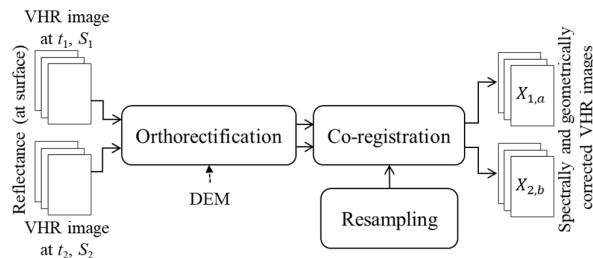 VHR image
at t₁, S₁
Reflectance (at surface)
VHR image
at t₂, S₂
Orthorectification
DEM
Co-registration
Resampling
X₁,ₐ
X₂,b
Spectrally and geometrically
corrected VHR images